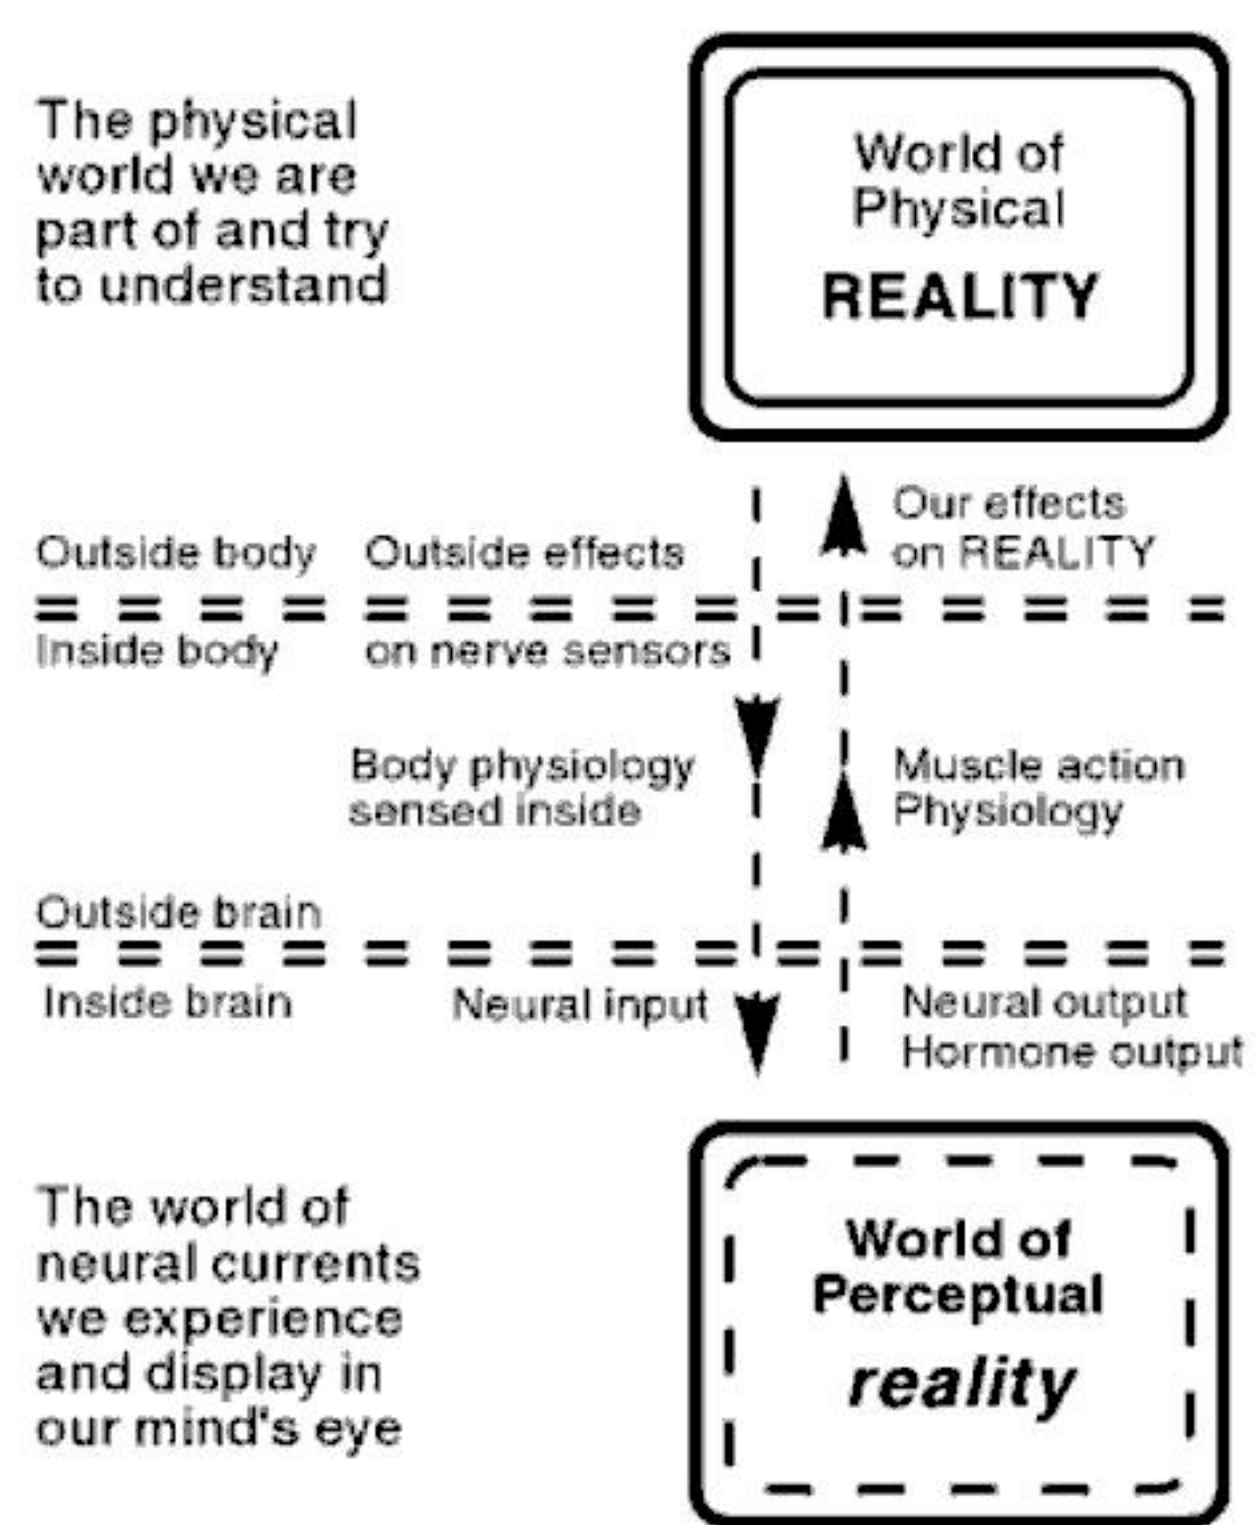 The physical
world we are
part of and try
to understand
World of
Physical
REALITY
Our effects
on REALITY
Outside body
Outside effects
Inside body
on nerve sensors
Body physiology
sensed inside
Muscle action
Physiology
Outside brain
Inside brain
Neural input
Neural output
Hormone output
The world of
neural currents
we experience
and display in
our mind's eye
World of
Perceptual
reality